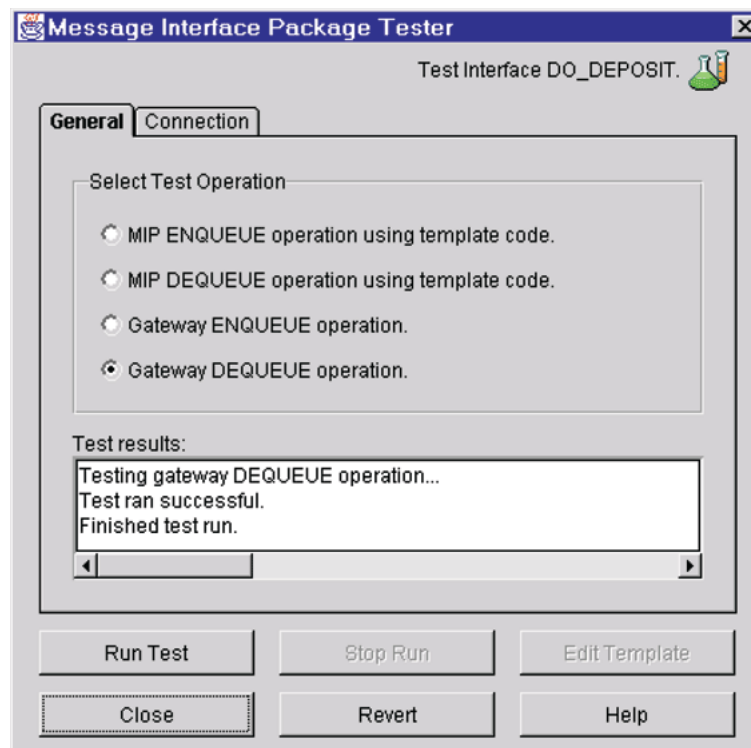 Message Interface Package Tester
Test Interface DO_DEPOSIT.
General
Connection
Select Test Operation
MIP ENQUEUE operation using template code.
MIP DEQUEUE operation using template code.
Gateway ENQUEUE operation.
Gateway DEQUEUE operation.
Test results:
Testing gateway DEQUEUE operation...
Test ran successful.
Finished test run.
Run Test
Stop Run
Edit Template
Close
Revert
Help